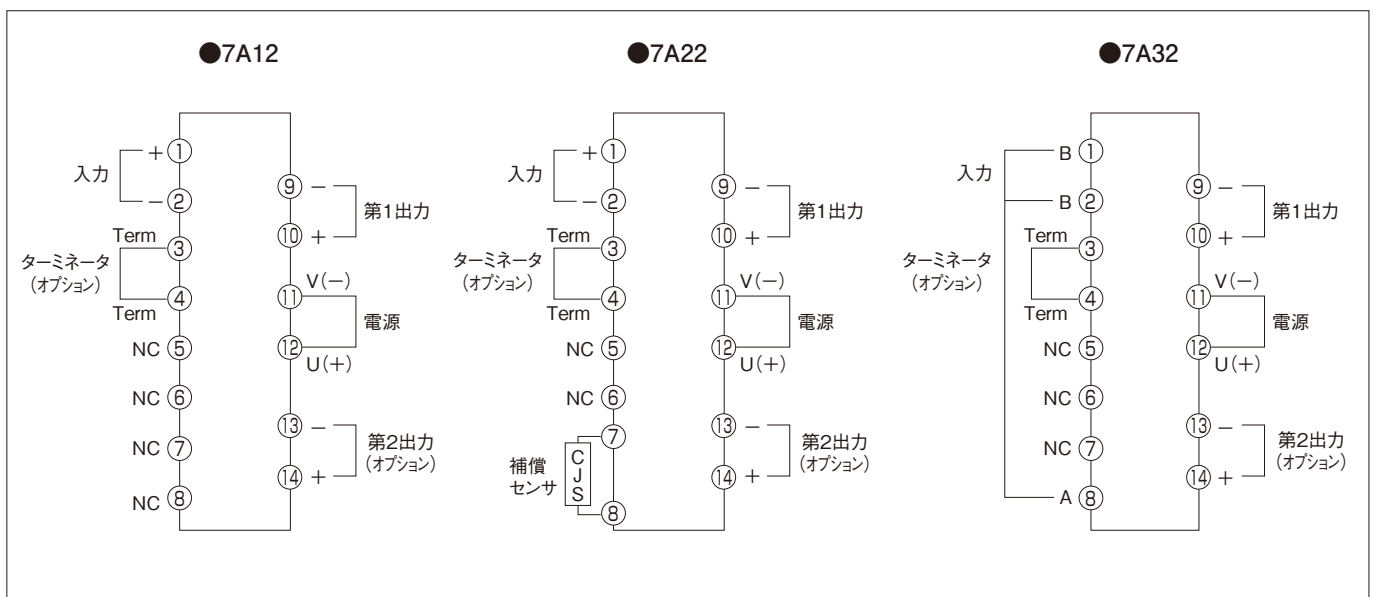 ●7A12
入力
+ ①
− ②
Term ③
ターミネータ
(オプション)
④
Term
NC ⑤
NC ⑥
NC ⑦
NC ⑧
⑨ −
第1出力
⑩ +
V(−)
⑪
電源
⑫
U(+)
⑬ −
第2出力
(オプション)
⑭ +
●7A22
入力
+ ①
− ②
Term ③
ターミネータ
(オプション)
④
Term
NC ⑤
NC ⑥
⑦
補償
センサ
CJS
⑧
⑨ −
第1出力
⑩ +
V(−)
⑪
電源
⑫
U(+)
⑬ −
第2出力
(オプション)
⑭ +
●7A32
入力
B ①
B ②
Term ③
ターミネータ
(オプション)
④
Term
NC ⑤
NC ⑥
NC ⑦
A ⑧
⑨ −
第1出力
⑩ +
V(−)
⑪
電源
⑫
U(+)
⑬ −
第2出力
(オプション)
⑭ +